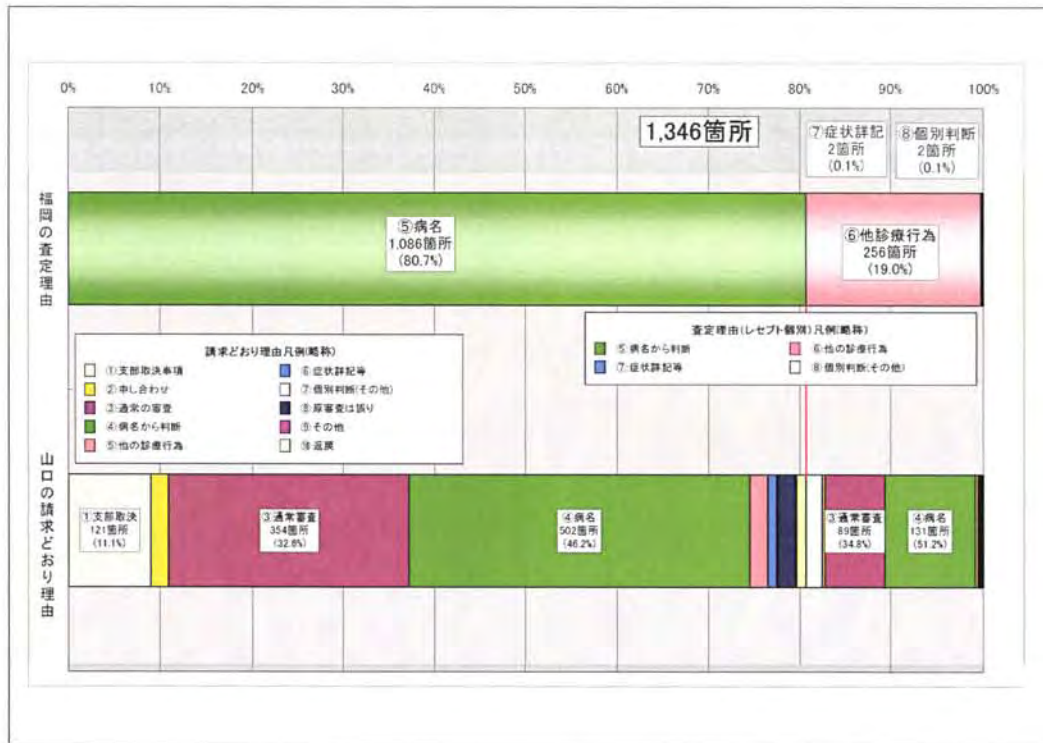 0%
10%
20%
30%
40%
50%
60%
70%
80%
90%
100%
1,346箇所
⑦症状詳記
2箇所
(0.1%)
⑧個別判断
2箇所
(0.1%)
福岡の査定理由
⑤病名
1,086箇所
(80.7%)
⑥他診療行為
256箇所
(19.0%)
請求どおり理由凡例(略称)
①支部取決事項
②申し合わせ
③通常の審査
④病名から判断
⑤他の診療行為
⑥症状詳記等
⑦個別判断(その他)
⑧原審査は誤り
⑨その他
⑩返戻
査定理由(レセプト個別)凡例(略称)
⑤病名から判断
⑥他の診療行為
⑦症状詳記等
⑧個別判断(その他)
山口の請求どおり理由
①支部取決
121箇所
(11.1%)
③通常審査
354箇所
(32.6%)
④病名
502箇所
(46.2%)
③通常審査
89箇所
(34.8%)
④病名
131箇所
(51.2%)